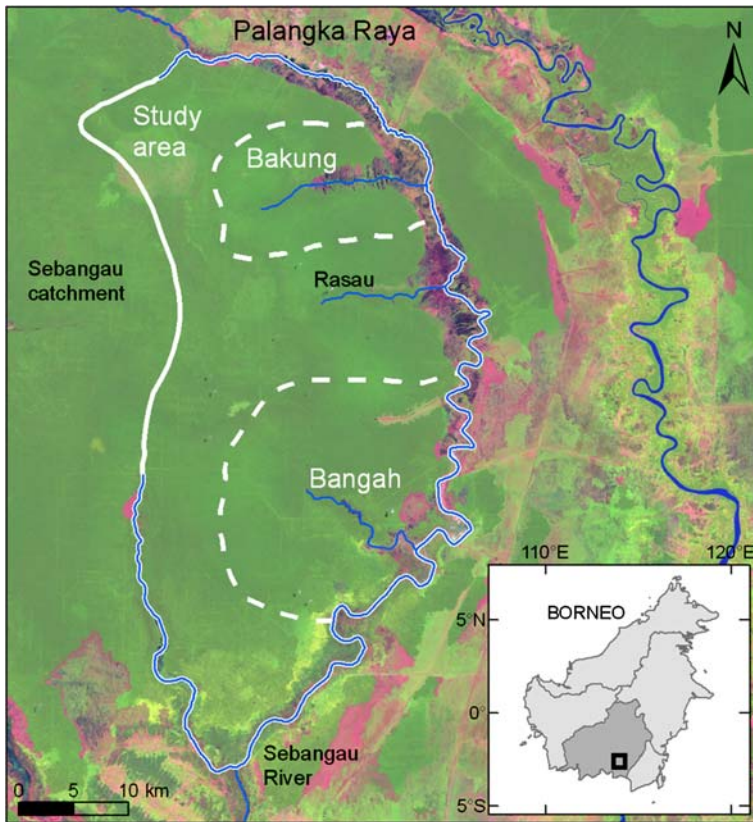 Palangka Raya
N
Study
area
Bakung
Sebangau
catchment
Rasau
Bangah
110°E
120°E
BORNEO
5°N
0°
5°S
Sebangau
River
0 5 10 km